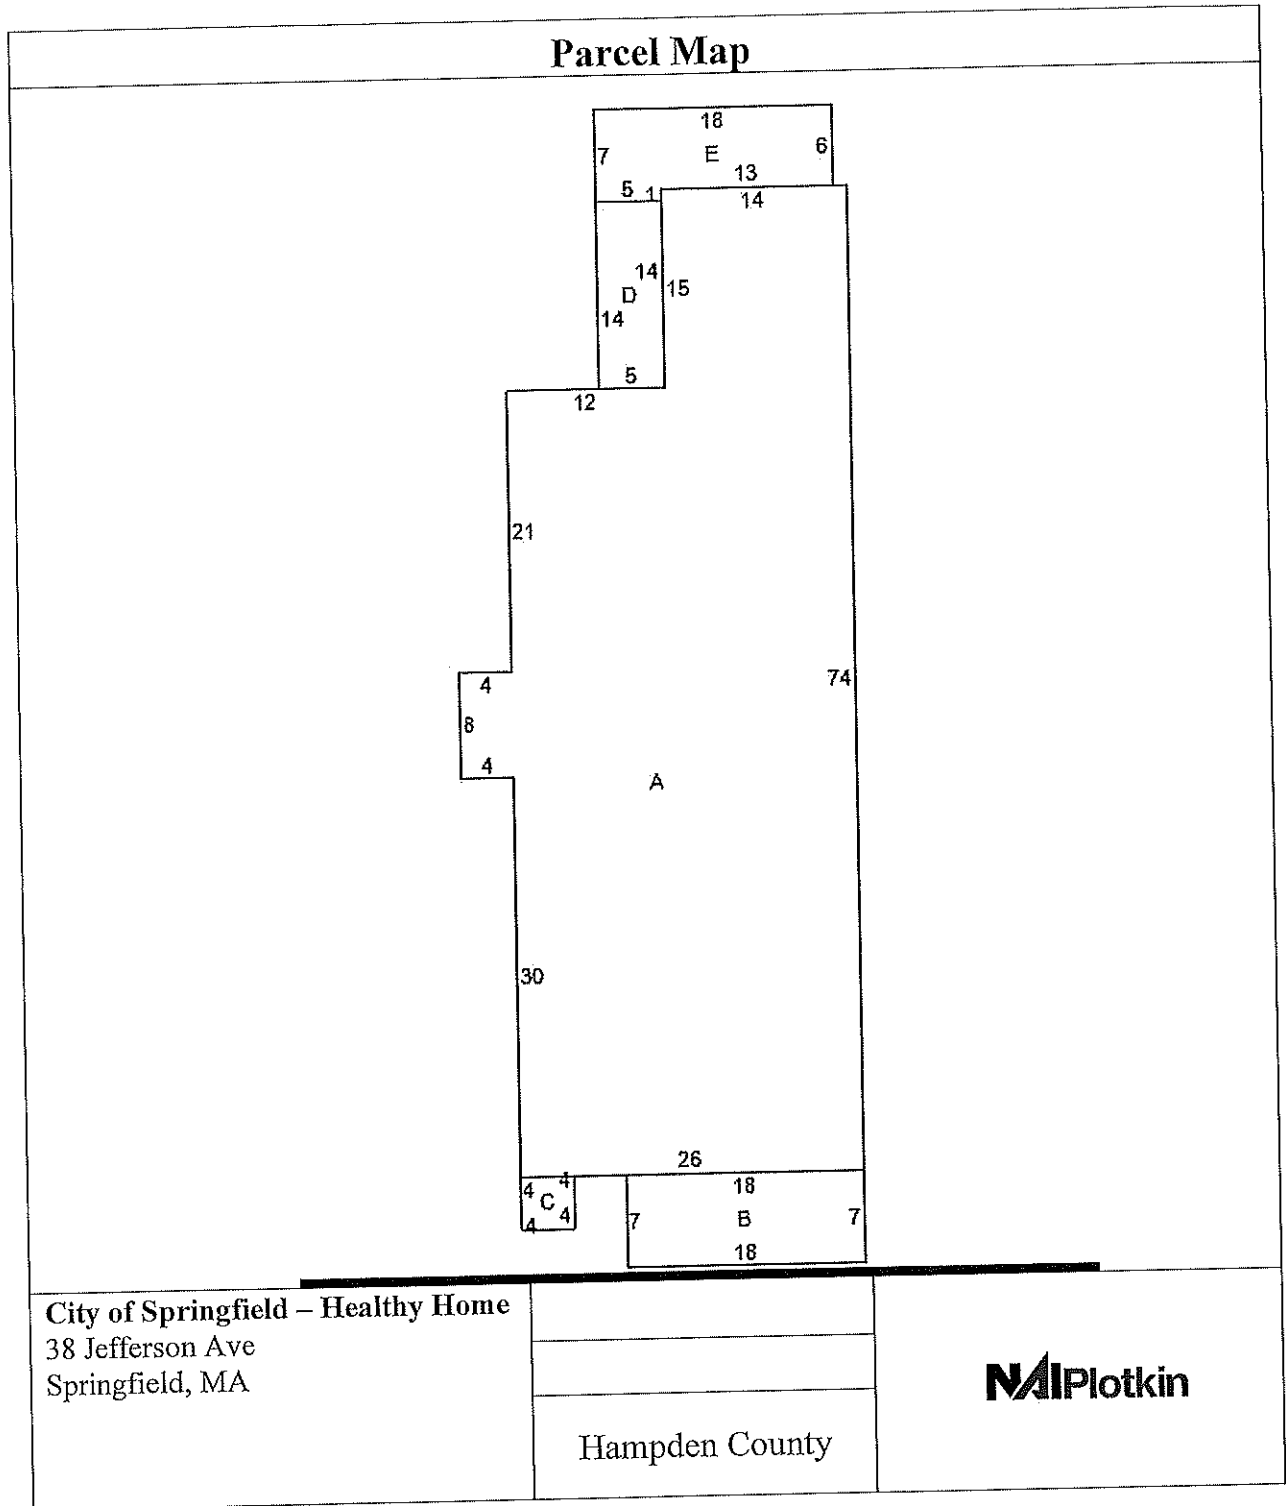 Parcel Map
18
7
E
6
13
5
1
14
14
D
15
14
5
12
21
4
8
4
74
A
30
26
4
4
C
4
4
18
7
B
7
18
City of Springfield – Healthy Home
38 Jefferson Ave
Springfield, MA
Hampden County
NAIPlotkin